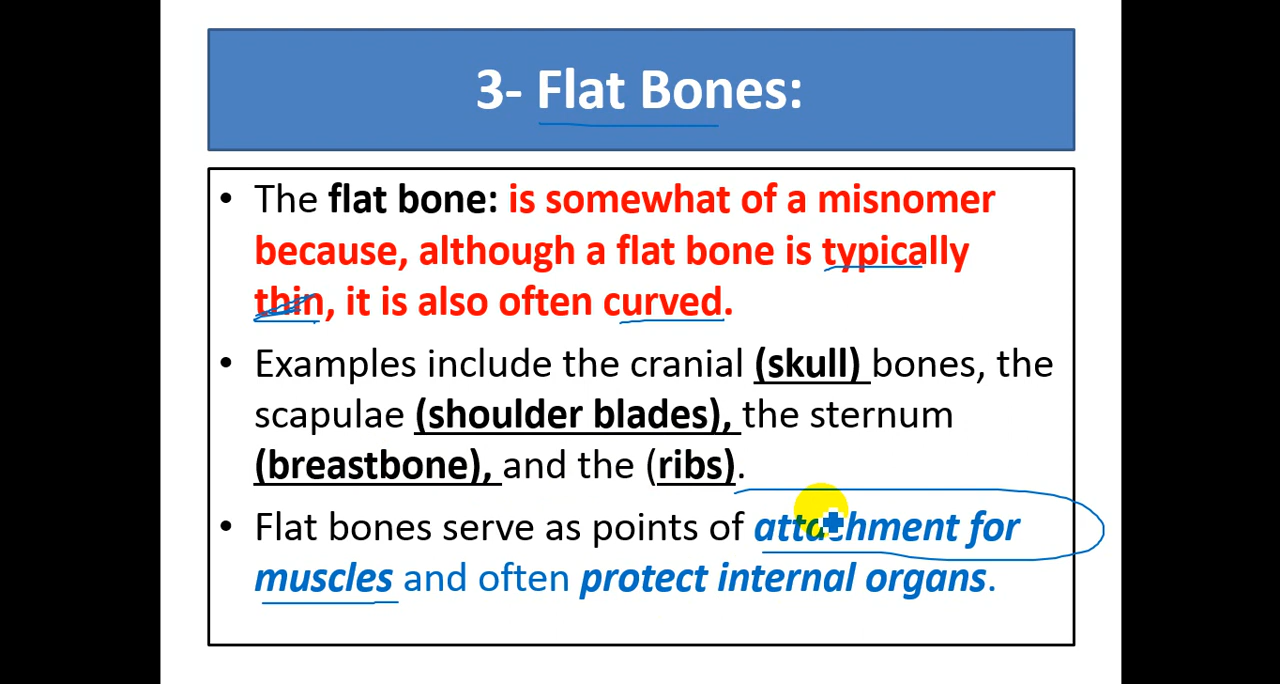 3- Flat Bones:
• The flat bone: is somewhat of a misnomer
because, although a flat bone is typically
thin, it is also often curved.
• Examples include the cranial (skull) bones, the
scapulae (shoulder blades), the sternum
(breastbone), and the (ribs).
• Flat bones serve as points of attachment for
muscles and often protect internal organs.